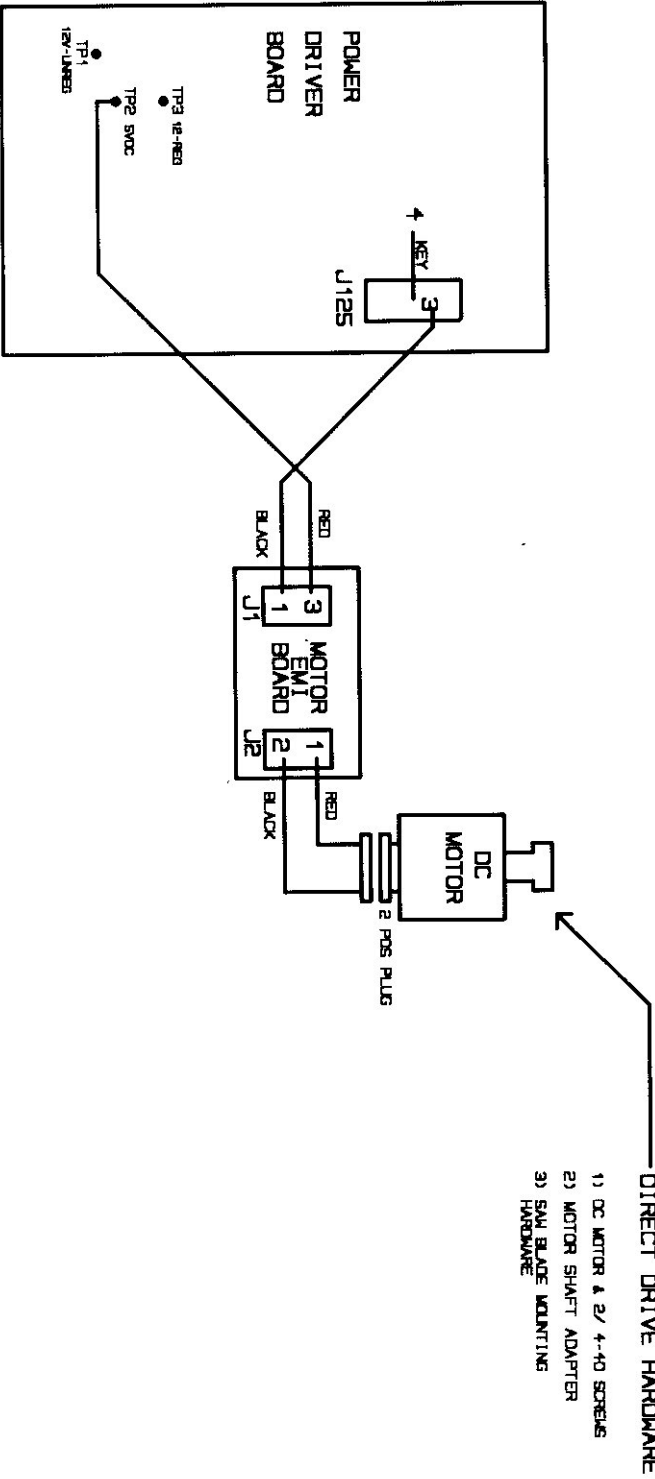 POWER
DRIVER
BOARD
4
KEY
3
J125
TP3 12-REG
TP2 5VDC
TP1
12V-UNREG
RED
BLACK
3
1
J1
MOTOR
EMI
BOARD
1
2
J2
RED
BLACK
DC
MOTOR
2 POS PLUG
DIRECT DRIVE HARDWARE
1) DC MOTOR & 2/ 4-40 SCREWS
2) MOTOR SHAFT ADAPTER
3) SAW BLADE MOUNTING
HARDWARE